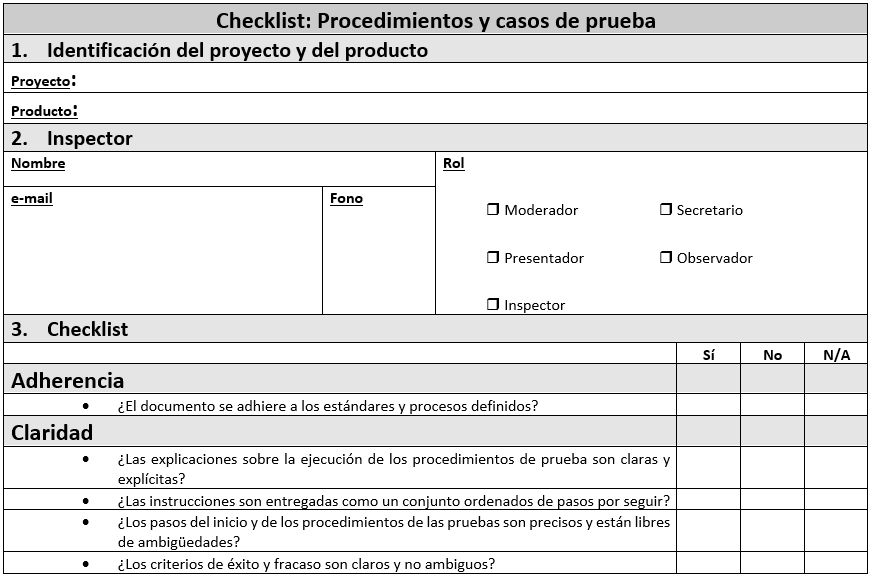 Checklist: Procedimientos y casos de prueba
1. Identificación del proyecto y del producto
Proyecto:
Producto:
2. Inspector
Nombre
Rol
e-mail
Fono
❒ Moderador
❒ Secretario
❒ Presentador
❒ Observador
❒ Inspector
3. Checklist
Sí No N/A
Adherencia
• ¿El documento se adhiere a los estándares y procesos definidos?
Claridad
• ¿Las explicaciones sobre la ejecución de los procedimientos de prueba son claras y
explícitas?
• ¿Las instrucciones son entregadas como un conjunto ordenados de pasos por seguir?
• ¿Los pasos del inicio y de los procedimientos de las pruebas son precisos y están libres
de ambigüedades?
• ¿Los criterios de éxito y fracaso son claros y no ambiguos?